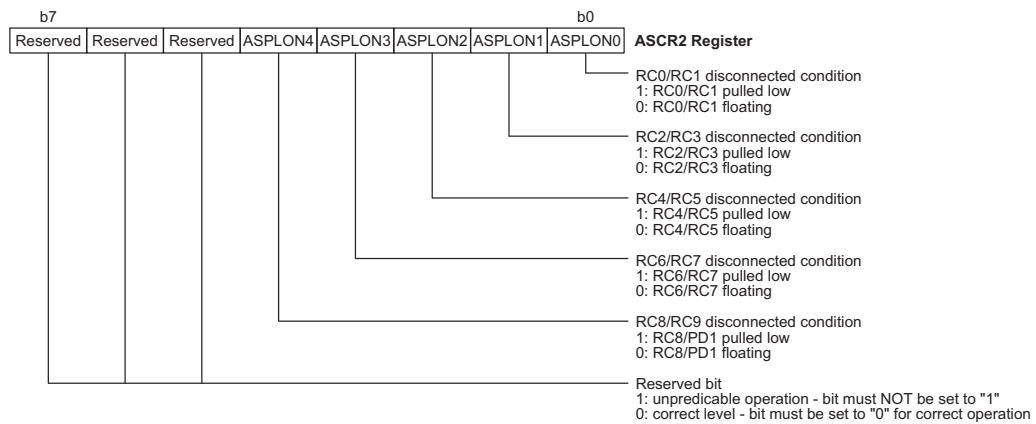 b7 b0
Reserved Reserved Reserved ASPLON4 ASPLON3 ASPLON2 ASPLON1 ASPLON0 ASCR2 Register
RC0/RC1 disconnected condition
1: RC0/RC1 pulled low
0: RC0/RC1 floating
RC2/RC3 disconnected condition
1: RC2/RC3 pulled low
0: RC2/RC3 floating
RC4/RC5 disconnected condition
1: RC4/RC5 pulled low
0: RC4/RC5 floating
RC6/RC7 disconnected condition
1: RC6/RC7 pulled low
0: RC6/RC7 floating
RC8/RC9 disconnected condition
1: RC8/PD1 pulled low
0: RC8/PD1 floating
Reserved bit
1: unpredicable operation - bit must NOT be set to "1"
0: correct level - bit must be set to "0" for correct operation